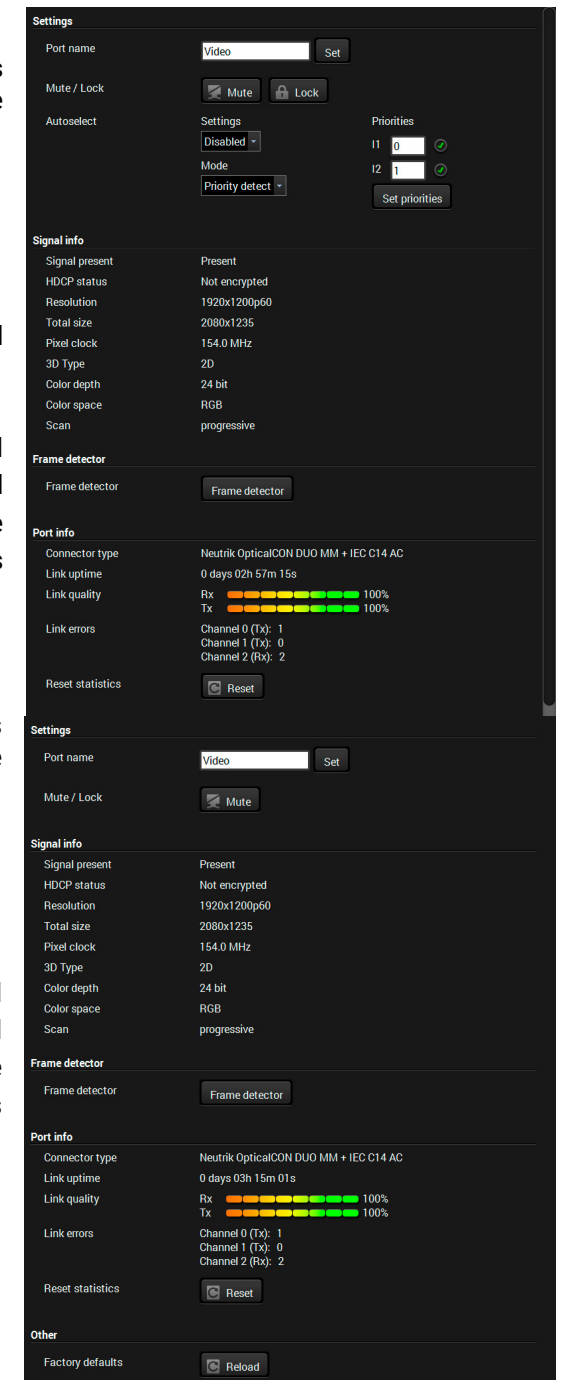 Settings
Port name Video Set
Mute / Lock Mute Lock
Autoselect Settings Priorities
Disabled I1 0
Mode I2 1
Priority detect Set priorities
Signal info
Signal present Present
HDCP status Not encrypted
Resolution 1920x1200p60
Total size 2080x1235
Pixel clock 154.0 MHz
3D Type 2D
Color depth 24 bit
Color space RGB
Scan progressive
Frame detector
Frame detector Frame detector
Port info
Connector type Neutrik OpticalCON DUO MM + IEC C14 AC
Link uptime 0 days 02h 57m 15s
Link quality Rx 100%
Tx 100%
Link errors Channel 0 (Tx): 1
Channel 1 (Tx): 0
Channel 2 (Rx): 2
Reset statistics Reset
Settings
Port name Video Set
Mute / Lock Mute
Signal info
Signal present Present
HDCP status Not encrypted
Resolution 1920x1200p60
Total size 2080x1235
Pixel clock 154.0 MHz
3D Type 2D
Color depth 24 bit
Color space RGB
Scan progressive
Frame detector
Frame detector Frame detector
Port info
Connector type Neutrik OpticalCON DUO MM + IEC C14 AC
Link uptime 0 days 03h 15m 01s
Link quality Rx 100%
Tx 100%
Link errors Channel 0 (Tx): 1
Channel 1 (Tx): 0
Channel 2 (Rx): 2
Reset statistics Reset
Other
Factory defaults Reload